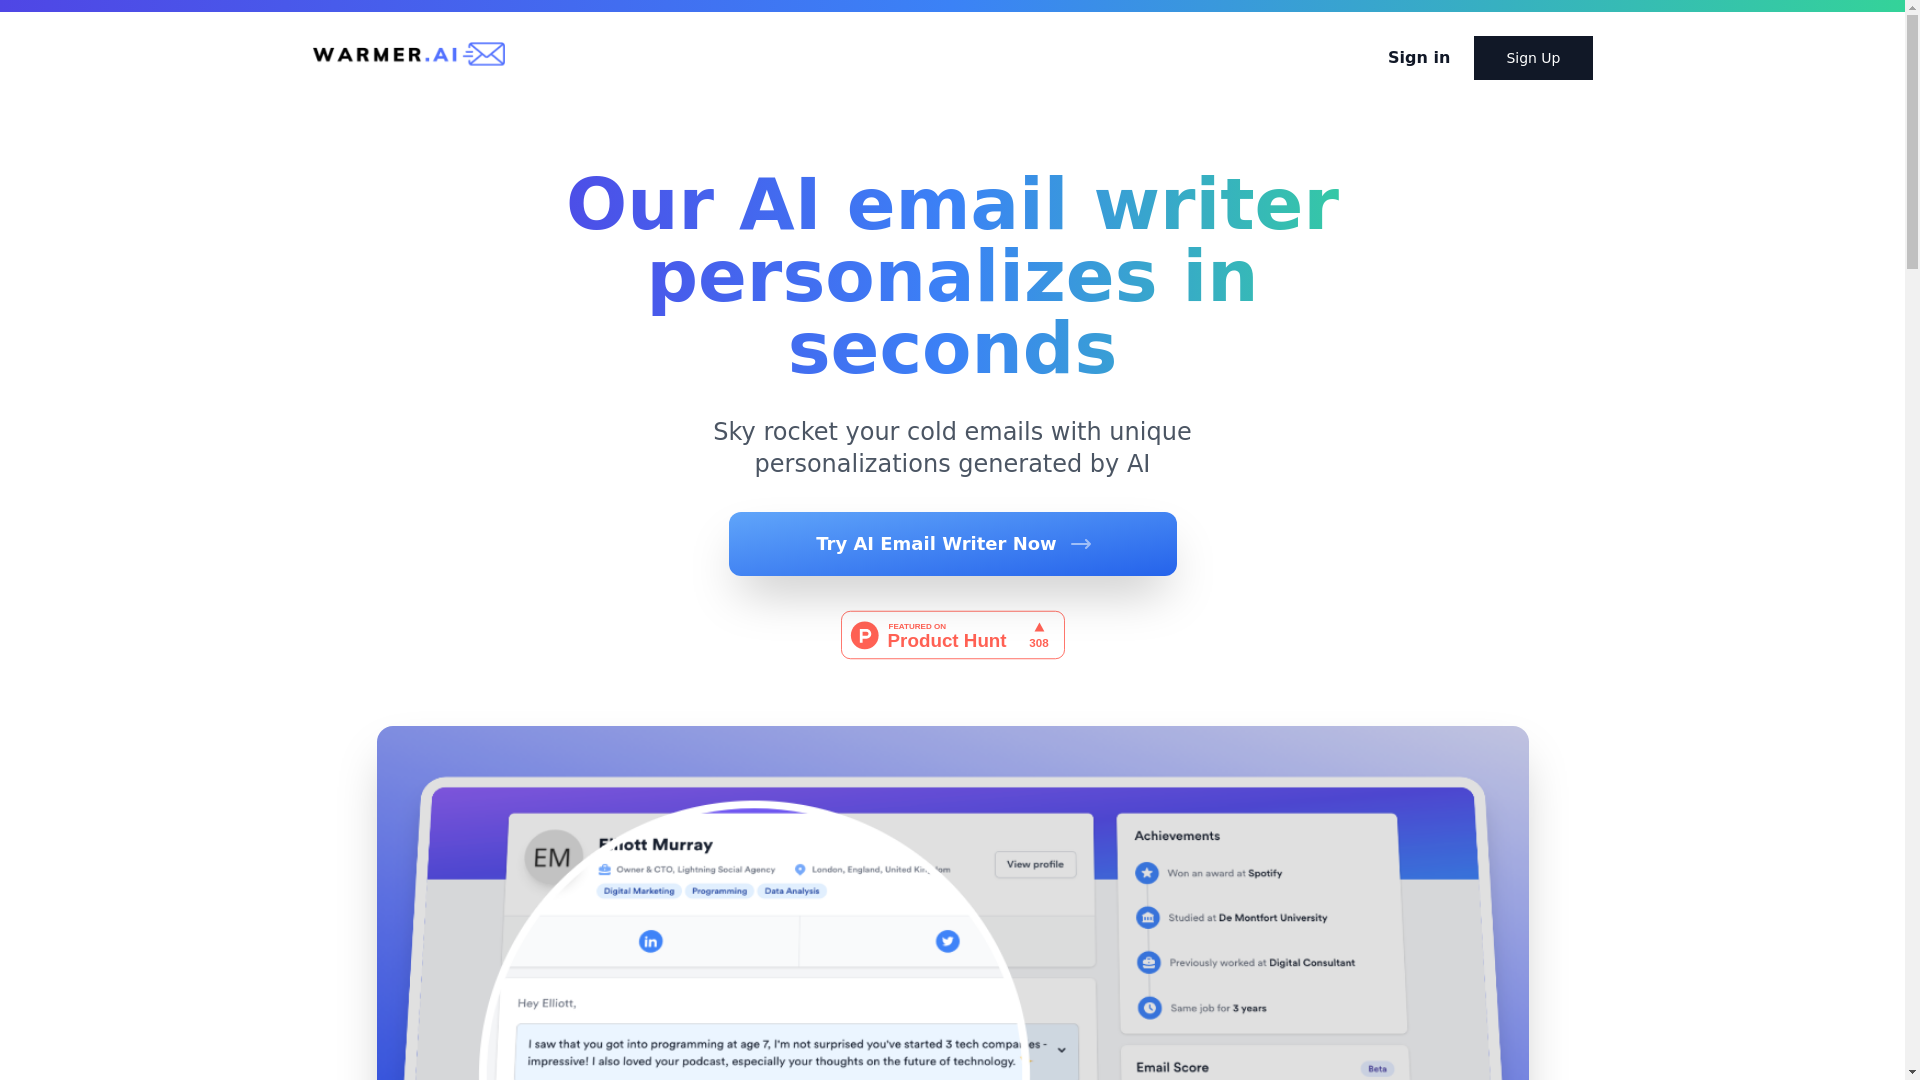 WARMER.AI
Sign in
Sign Up
Our AI email writer
personalizes in
seconds
Sky rocket your cold emails with unique
personalizations generated by AI
Try AI Email Writer Now
FEATURED ON
Product Hunt
308
EM
Elliott Murray
Owner & CTO, Lightning Social Agency
London, England, United Kingdom
View profile
Digital Marketing
Programming
Data Analysis
in
Hey Elliott,
I saw that you got into programming at age 7, I'm not surprised you've started 3 tech companies -
impressive! I also loved your podcast, especially your thoughts on the future of technology.
Achievements
Won an award at Spotify
Studied at De Montfort University
Previously worked at Digital Consultant
Same job for 3 years
Email Score
Beta